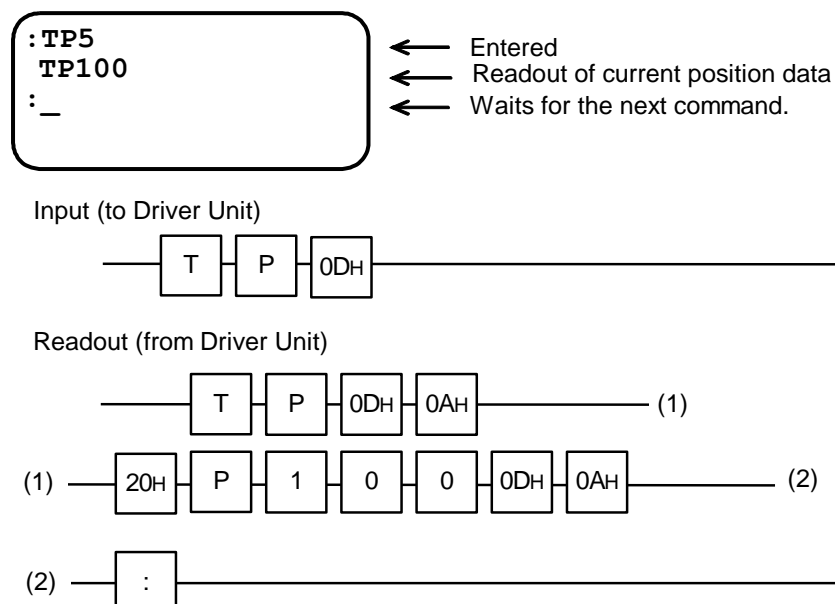 :TP5
TP100
:_
Entered
Readout of current position data
Waits for the next command.
Input (to Driver Unit)
T P 0DH
Readout (from Driver Unit)
T P 0DH 0AH (1)
(1) 20H P 1 0 0 0DH 0AH (2)
(2) :